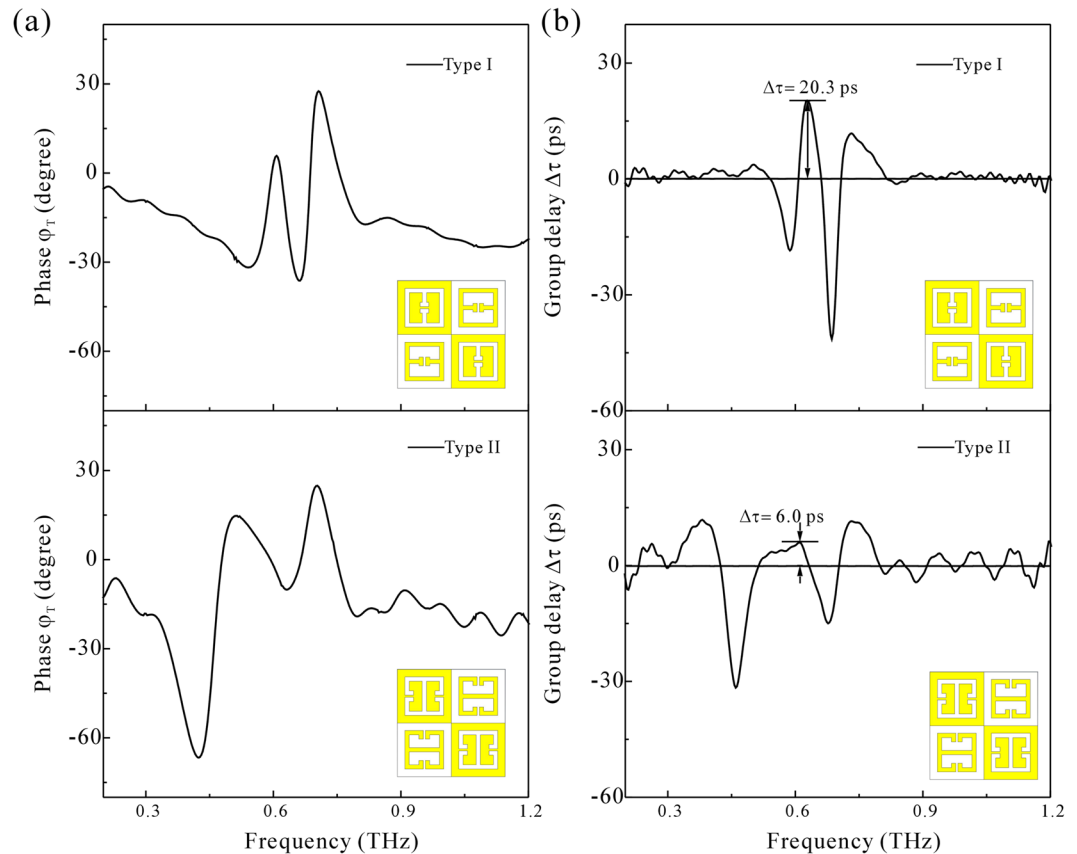 (a)
Type I
30
0
-30
-60
Phase φT (degree)
Type II
30
0
-30
-60
Phase φT (degree)
0.3 0.6 0.9 1.2
Frequency (THz)
(b)
Type I
Δτ= 20.3 ps
30
0
-30
-60
Group delay Δτ (ps)
Type II
Δτ= 6.0 ps
30
0
-30
-60
Group delay Δτ (ps)
0.3 0.6 0.9 1.2
Frequency (THz)